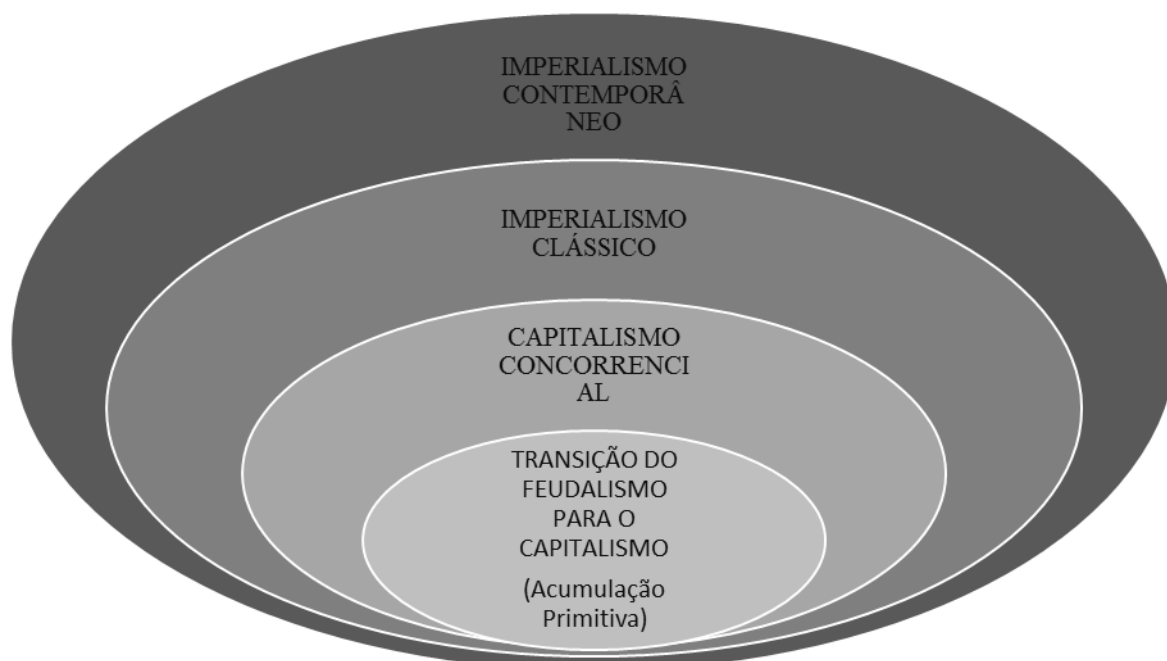 IMPERIALISMO
CONTEMPORÂ
NEO
IMPERIALISMO
CLÁSSICO
CAPITALISMO
CONCORRENCI
AL
TRANSIÇÃO DO
FEUDALISMO
PARA O
CAPITALISMO
(Acumulação
Primitiva)